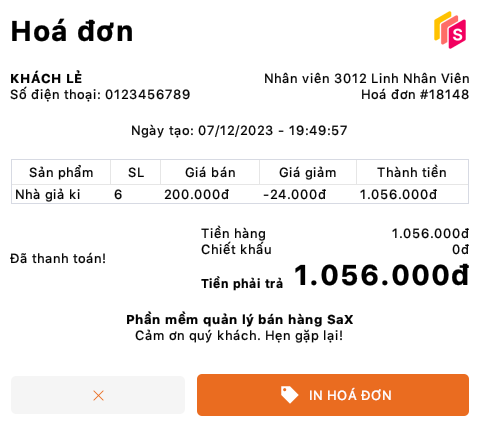 Hoá đơn
S
KHÁCH LẺ
Nhân viên 3012 Linh Nhân Viên
Số điện thoại: 0123456789
Hoá đơn #18148
Ngày tạo: 07/12/2023 - 19:49:57
Sản phẩm SL Giá bán Giá giảm Thành tiền
Nhà giả ki 6 200.000đ -24.000đ 1.056.000đ
Tiền hàng 1.056.000đ
Chiết khấu 0đ
Đã thanh toán!
Tiền phải trả 1.056.000đ
Phần mềm quản lý bán hàng SaX
Cảm ơn quý khách. Hẹn gặp lại!
IN HOÁ ĐƠN